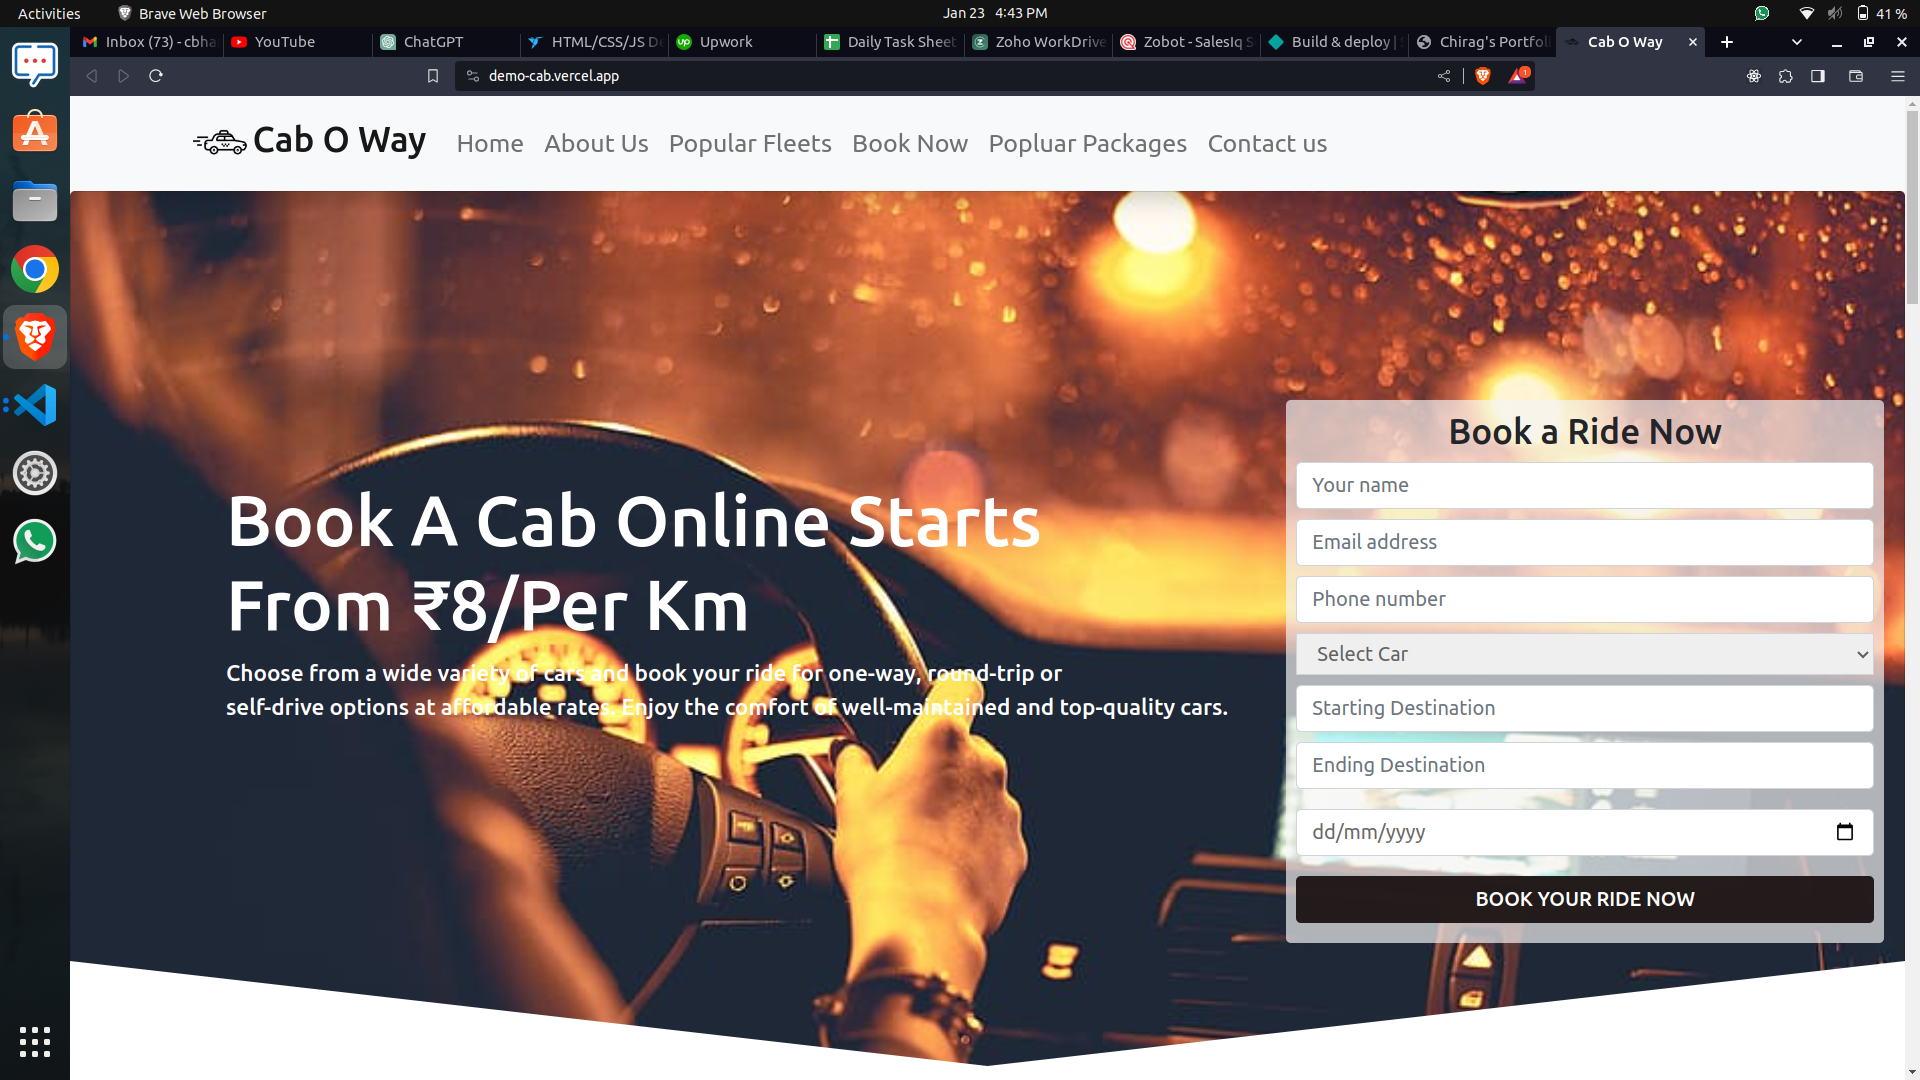 Activities
Brave Web Browser
Jan 23 4:43 PM
41 %
Inbox (73) - cbha
YouTube
ChatGPT
HTML/CSS/JS De
Upwork
Daily Task Sheet
Zoho WorkDrive
Zobot - SalesIq S
Build & deploy |
Chirag's Portfoli
Cab O Way
demo-cab.vercel.app
1
Cab O Way
Home
About Us
Popular Fleets
Book Now
Popluar Packages
Contact us
Book A Cab Online Starts
From ₹8/Per Km
Choose from a wide variety of cars and book your ride for one-way, round-trip or
self-drive options at affordable rates. Enjoy the comfort of well-maintained and top-quality cars.
Book a Ride Now
Your name
Email address
Phone number
Select Car
Starting Destination
Ending Destination
dd/mm/yyyy
BOOK YOUR RIDE NOW